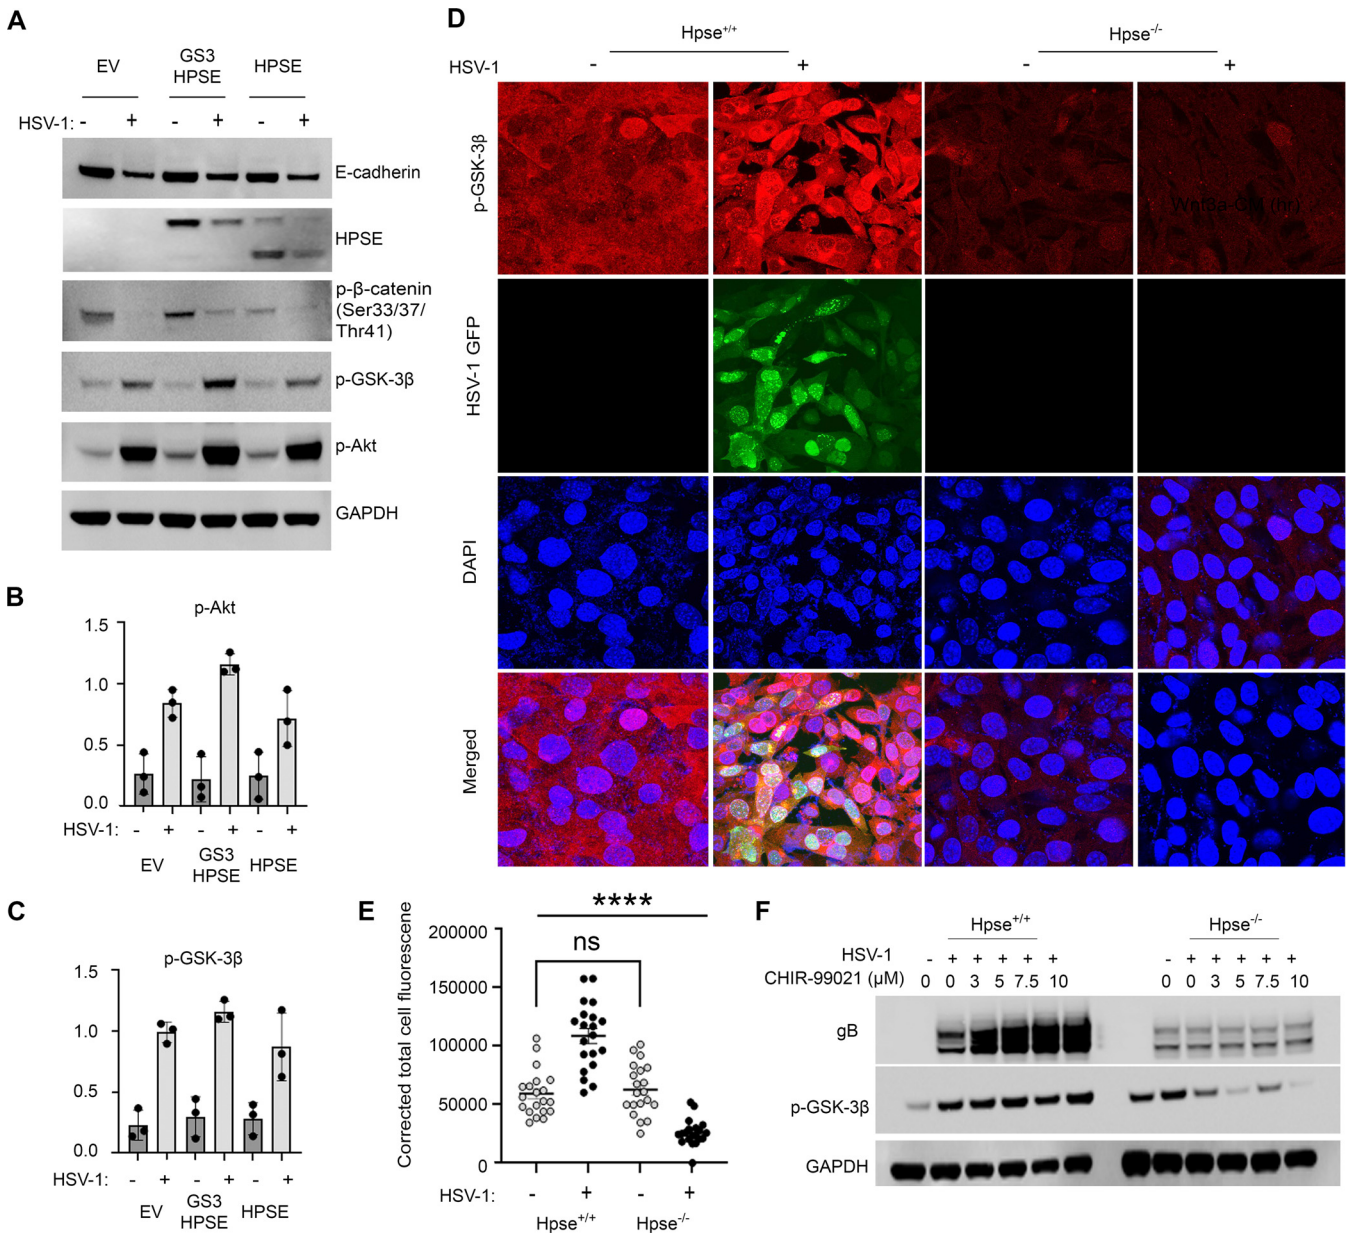 A
EV
GS3
HPSE
HPSE
HSV-1: - + - + - +
E-cadherin
HPSE
p-β-catenin
(Ser33/37/
Thr41)
p-GSK-3β
p-Akt
GAPDH
B
p-Akt
1.5
1.0
0.5
0.0
HSV-1: - + - + - +
EV
GS3
HPSE
HPSE
C
p-GSK-3β
1.5
1.0
0.5
0.0
HSV-1: - + - + - +
EV
GS3
HPSE
HPSE
D
Hpse+/+
Hpse-/-
HSV-1 - + - +
p-GSK-3β
Wnt3a-CM (hr)
HSV-1 GFP
DAPI
Merged
E
****
ns
Corrected total cell fluorescene
200000
150000
100000
50000
0
HSV-1: - + - +
Hpse+/+
Hpse-/-
F
Hpse+/+
Hpse-/-
HSV-1 - + + + + - + + + + +
CHIR-99021 (μM) 0 0 3 5 7.5 10 0 0 3 5 7.5 10
gB
p-GSK-3β
GAPDH